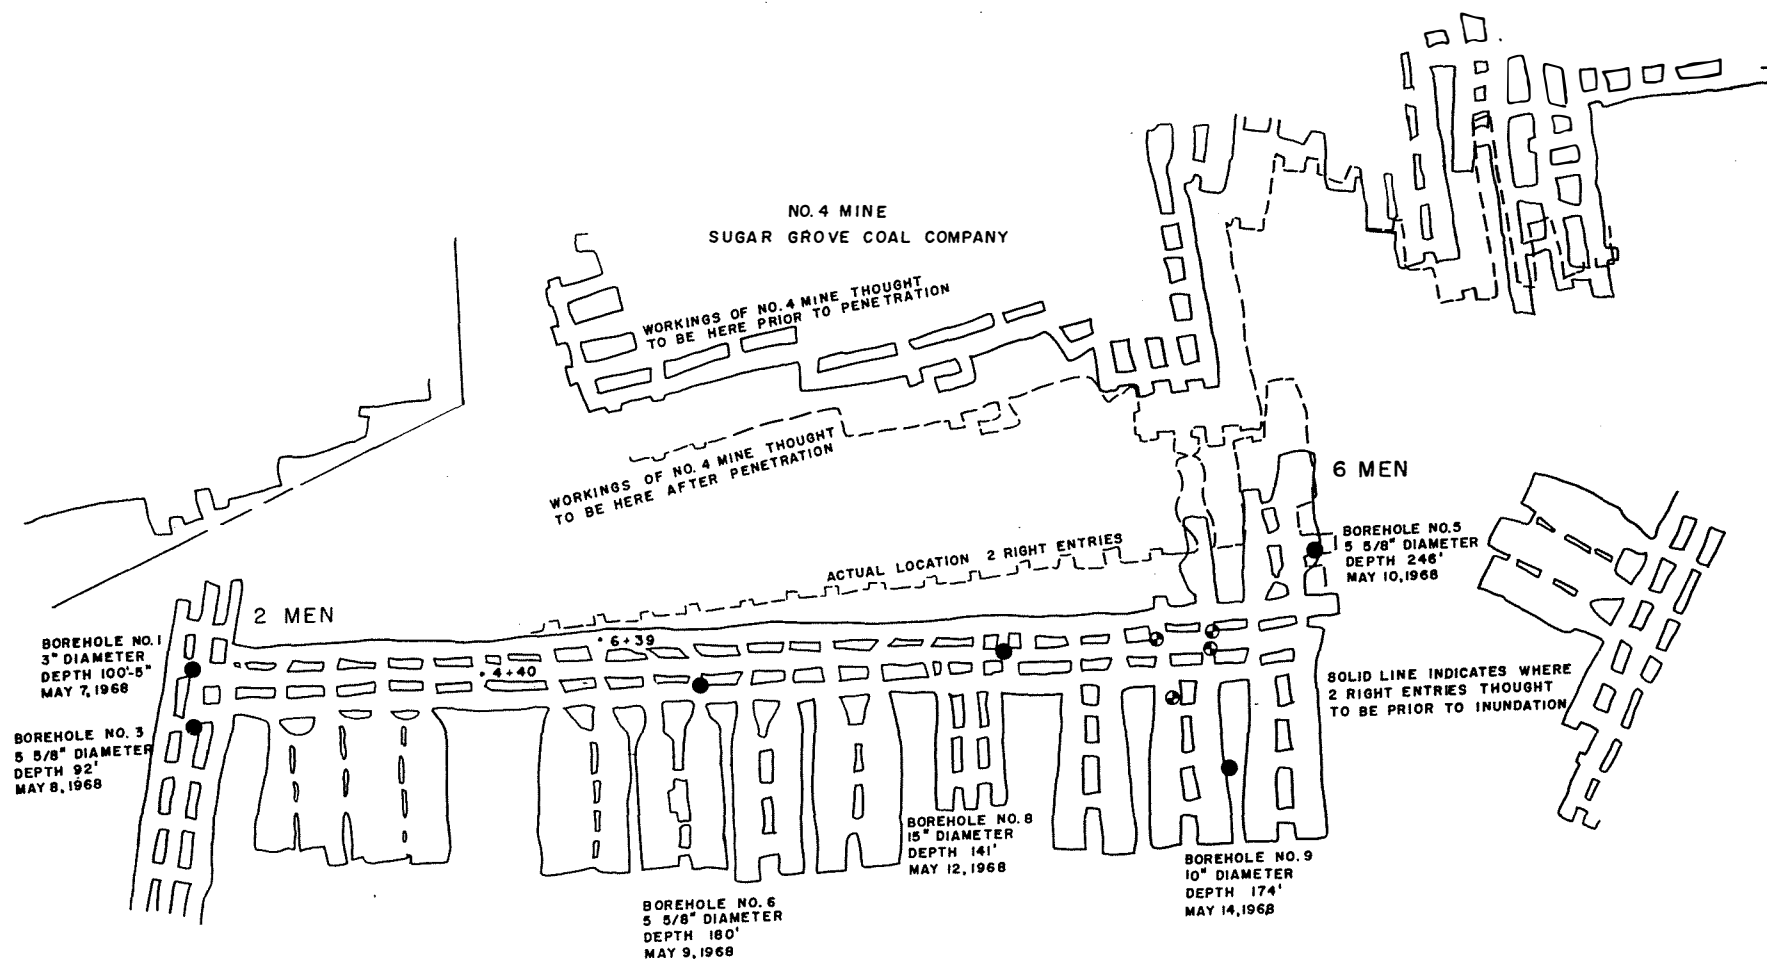 NO. 4 MINE
SUGAR GROVE COAL COMPANY
WORKINGS OF NO. 4 MINE THOUGHT
TO BE HERE PRIOR TO PENETRATION
WORKINGS OF NO. 4 MINE THOUGHT
TO BE HERE AFTER PENETRATION
6 MEN
BOREHOLE NO. 5
5 5/8" DIAMETER
DEPTH 246'
MAY 10, 1968
ACTUAL LOCATION 2 RIGHT ENTRIES
2 MEN
BOREHOLE NO. 1
3" DIAMETER
DEPTH 100'-5"
MAY 7, 1968
6+39
4+40
SOLID LINE INDICATES WHERE
2 RIGHT ENTRIES THOUGHT
TO BE PRIOR TO INUNDATION
BOREHOLE NO. 3
5 5/8" DIAMETER
DEPTH 92'
MAY 8, 1968
BOREHOLE NO. 8
15" DIAMETER
DEPTH 141'
MAY 12, 1968
BOREHOLE NO. 9
10" DIAMETER
DEPTH 174'
MAY 14, 1968
BOREHOLE NO. 6
5 5/8" DIAMETER
DEPTH 180'
MAY 9, 1968